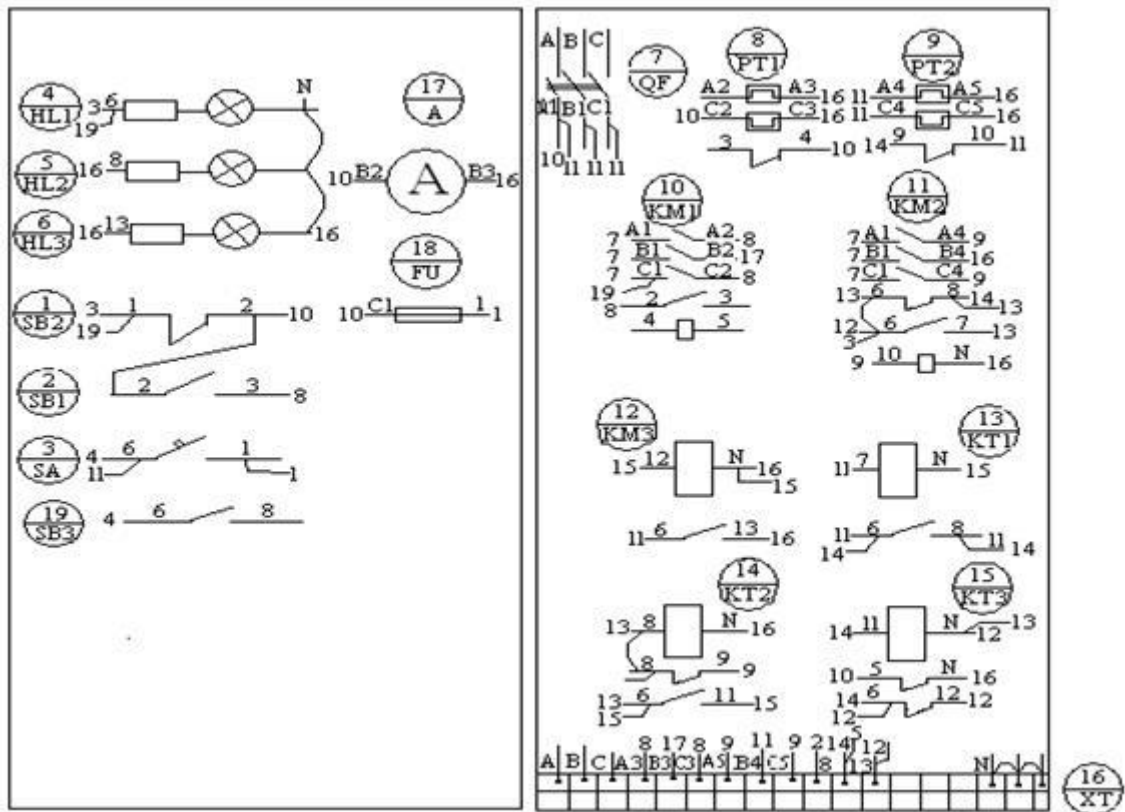 4
HL1
3 6
19
N
17
A
5
HL2
16 8
10 B2 A B3 16
6
HL3
16 13
16
18
FU
10 C1 1 1
1
SB2
3 1 2 10
19
2
SB1
2 3 8
3
SA
4 6 1
11 1
19
SB3
4 6 8
A B C
7
QF
8
PT1
9
PT2
A2 A3 16
10 C2 C3 16
3 4 10
11 A4 A5 16
11 C4 C5 16
14 9 10 11
B1 C1
10 11 11 11
10
KM1
7 A1 A2 8
7 B1 B2 17
7 C1 C2 8
19
8 2 3
4 5
11
KM2
7 A1 A4 9
7 B1 B4 16
7 C1 C4 9
13 6 8 14
13
12 6 7 13
3
9 10 N 16
12
KM3
15 12 N 16
15
11 6 13 16
13
KT1
11 7 N 15
11 6 8 11
14 14
14
KT2
13 8 N 16
8 9 9
13 6 11 15
15
15
KT3
14 11 N 12 13
10 5 N 16
14 6 12 12
12
8 17 8 9 11 9 2 14 5 12
A B C A3 B3 C3 A5 B4 C5 8 13 N
16
XT